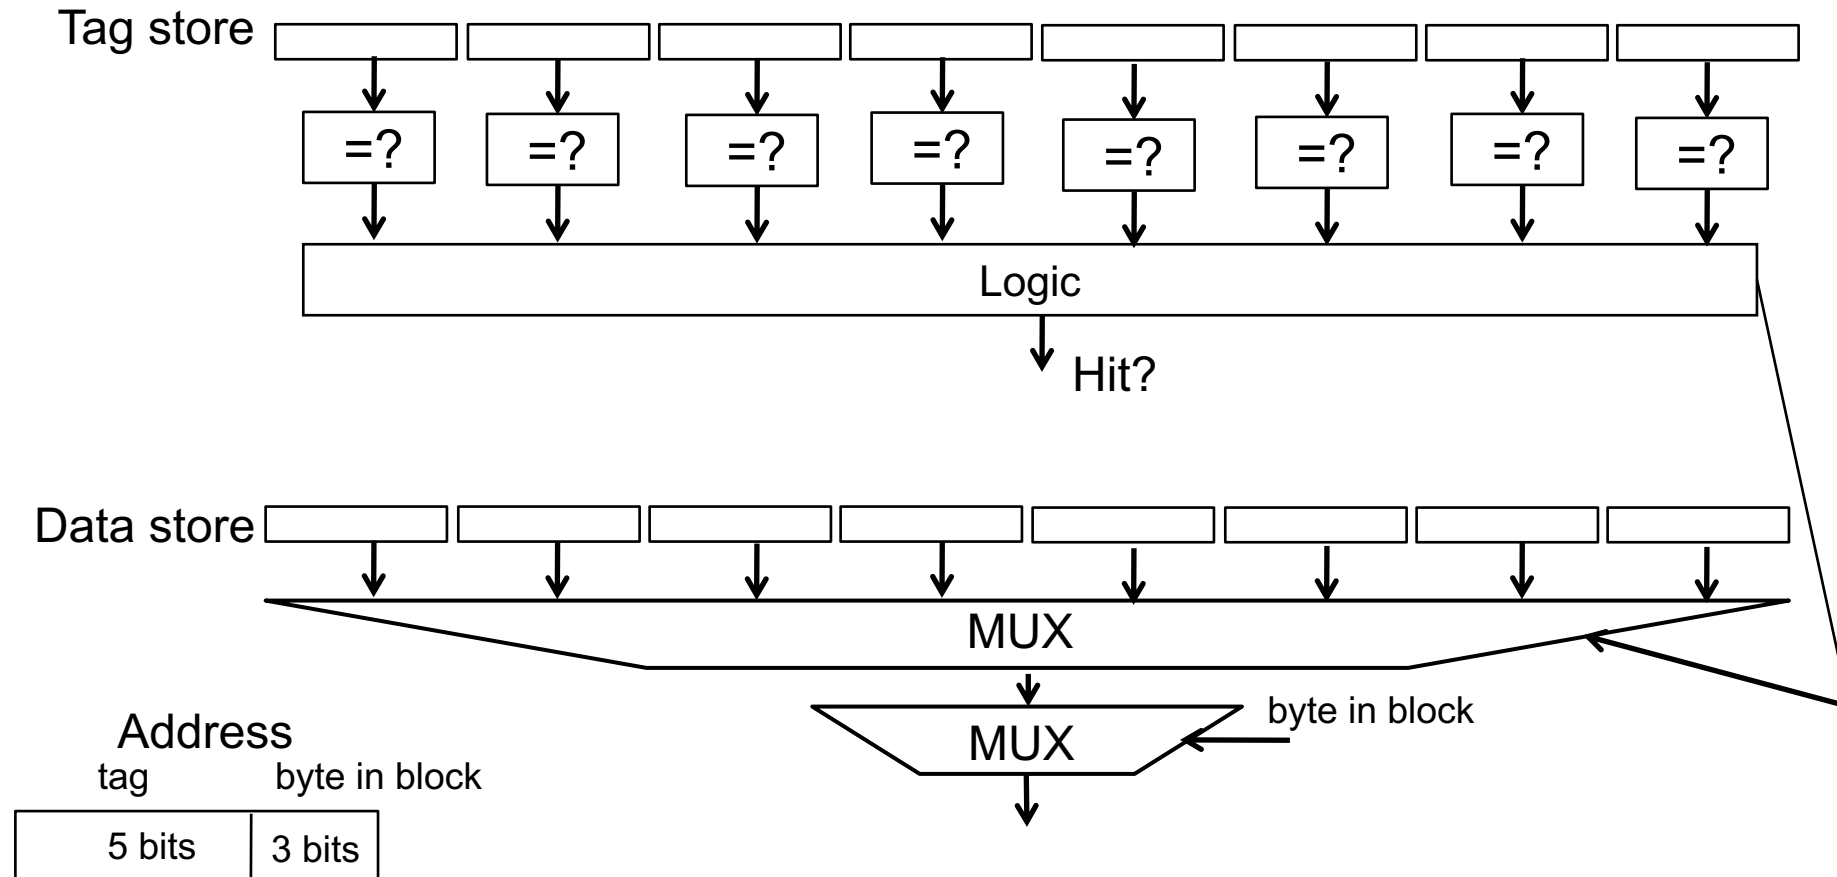 Tag store
=? =? =? =? =? =? =? =?
Logic
Hit?
Data store
MUX
byte in block
MUX
Address
tag byte in block
5 bits 3 bits